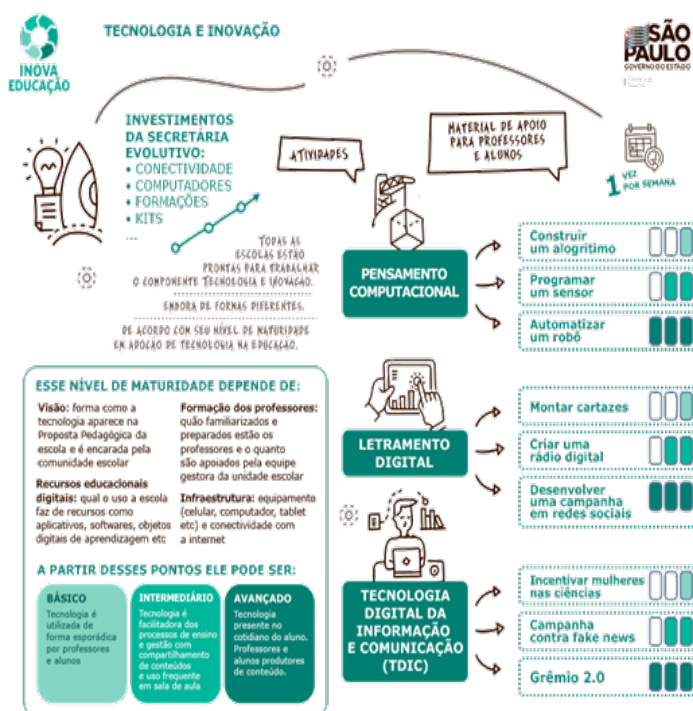 TECNOLOGIA E INOVAÇÃO
INOVA
EDUCAÇÃO
SÃO
PAULO
GOVERNO DO ESTADO
INVESTIMENTOS
DA SECRETÁRIA
EVOLUTIVO:
• CONECTIVIDADE
• COMPUTADORES
• FORMAÇÕES
• KITS
...
ATIVIDADES
MATERIAL DE APOIO
PARA PROFESSORES
E ALUNOS
1 VEZ
POR SEMANA
TODAS AS
ESCOLAS ESTÃO
PRONTAS PARA TRABALHAR
O COMPONENTE TECNOLOGIA E INOVAÇÃO.
EMBORA DE FORMAS DIFERENTES.
DE ACORDO COM SEU NÍVEL DE MATURIDADE
EM ADOÇÃO DE TECNOLOGIA NA EDUCAÇÃO.
ESSE NÍVEL DE MATURIDADE DEPENDE DE:
Visão: forma como a
tecnologia aparece na
Proposta Pedagógica da
escola e é encarada pela
comunidade escolar
Recursos educacionais
digitais: qual o uso a escola
faz de recursos como
aplicativos, softwares, objetos
digitais de aprendizagem etc
Formação dos professores:
quão familiarizados e
preparados estão os
professores e o quanto
são apoiados pela equipe
gestora da unidade escolar
Infraestrutura: equipamento
(celular, computador, tablet
etc) e conectividade com
a internet
A PARTIR DESSES PONTOS ELE PODE SER:
BÁSICO
Tecnologia é
utilizada de
forma esporádica
por professores
e alunos
INTERMEDIÁRIO
Tecnologia é
facilitadora dos
processos de ensino
e gestão com
compartilhamento
de conteúdos
e uso frequente
em sala de aula
AVANÇADO
Tecnologia
presente no
cotidiano do aluno.
Professores e
alunos produtores
de conteúdo.
PENSAMENTO
COMPUTACIONAL
Construir
um alogritimo
Programar
um sensor
Automatizar
um robô
LETRAMENTO
DIGITAL
Montar cartazes
Criar uma
rádio digital
Desenvolver
uma campanha
em redes sociais
TECNOLOGIA
DIGITAL DA
INFORMAÇÃO
E COMUNICAÇÃO
(TDIC)
Incentivar mulheres
nas ciências
Campanha
contra fake news
Grêmio 2.0